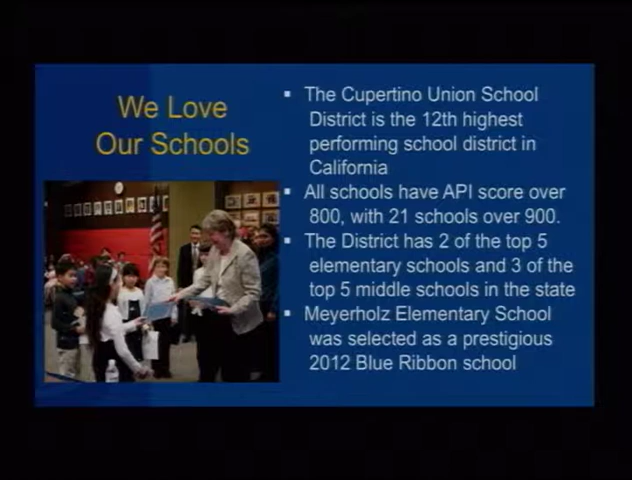 We Love
Our Schools
▪ The Cupertino Union School
District is the 12th highest
performing school district in
California
▪ All schools have API score over
800, with 21 schools over 900.
▪ The District has 2 of the top 5
elementary schools and 3 of the
top 5 middle schools in the state
▪ Meyerholz Elementary School
was selected as a prestigious
2012 Blue Ribbon school